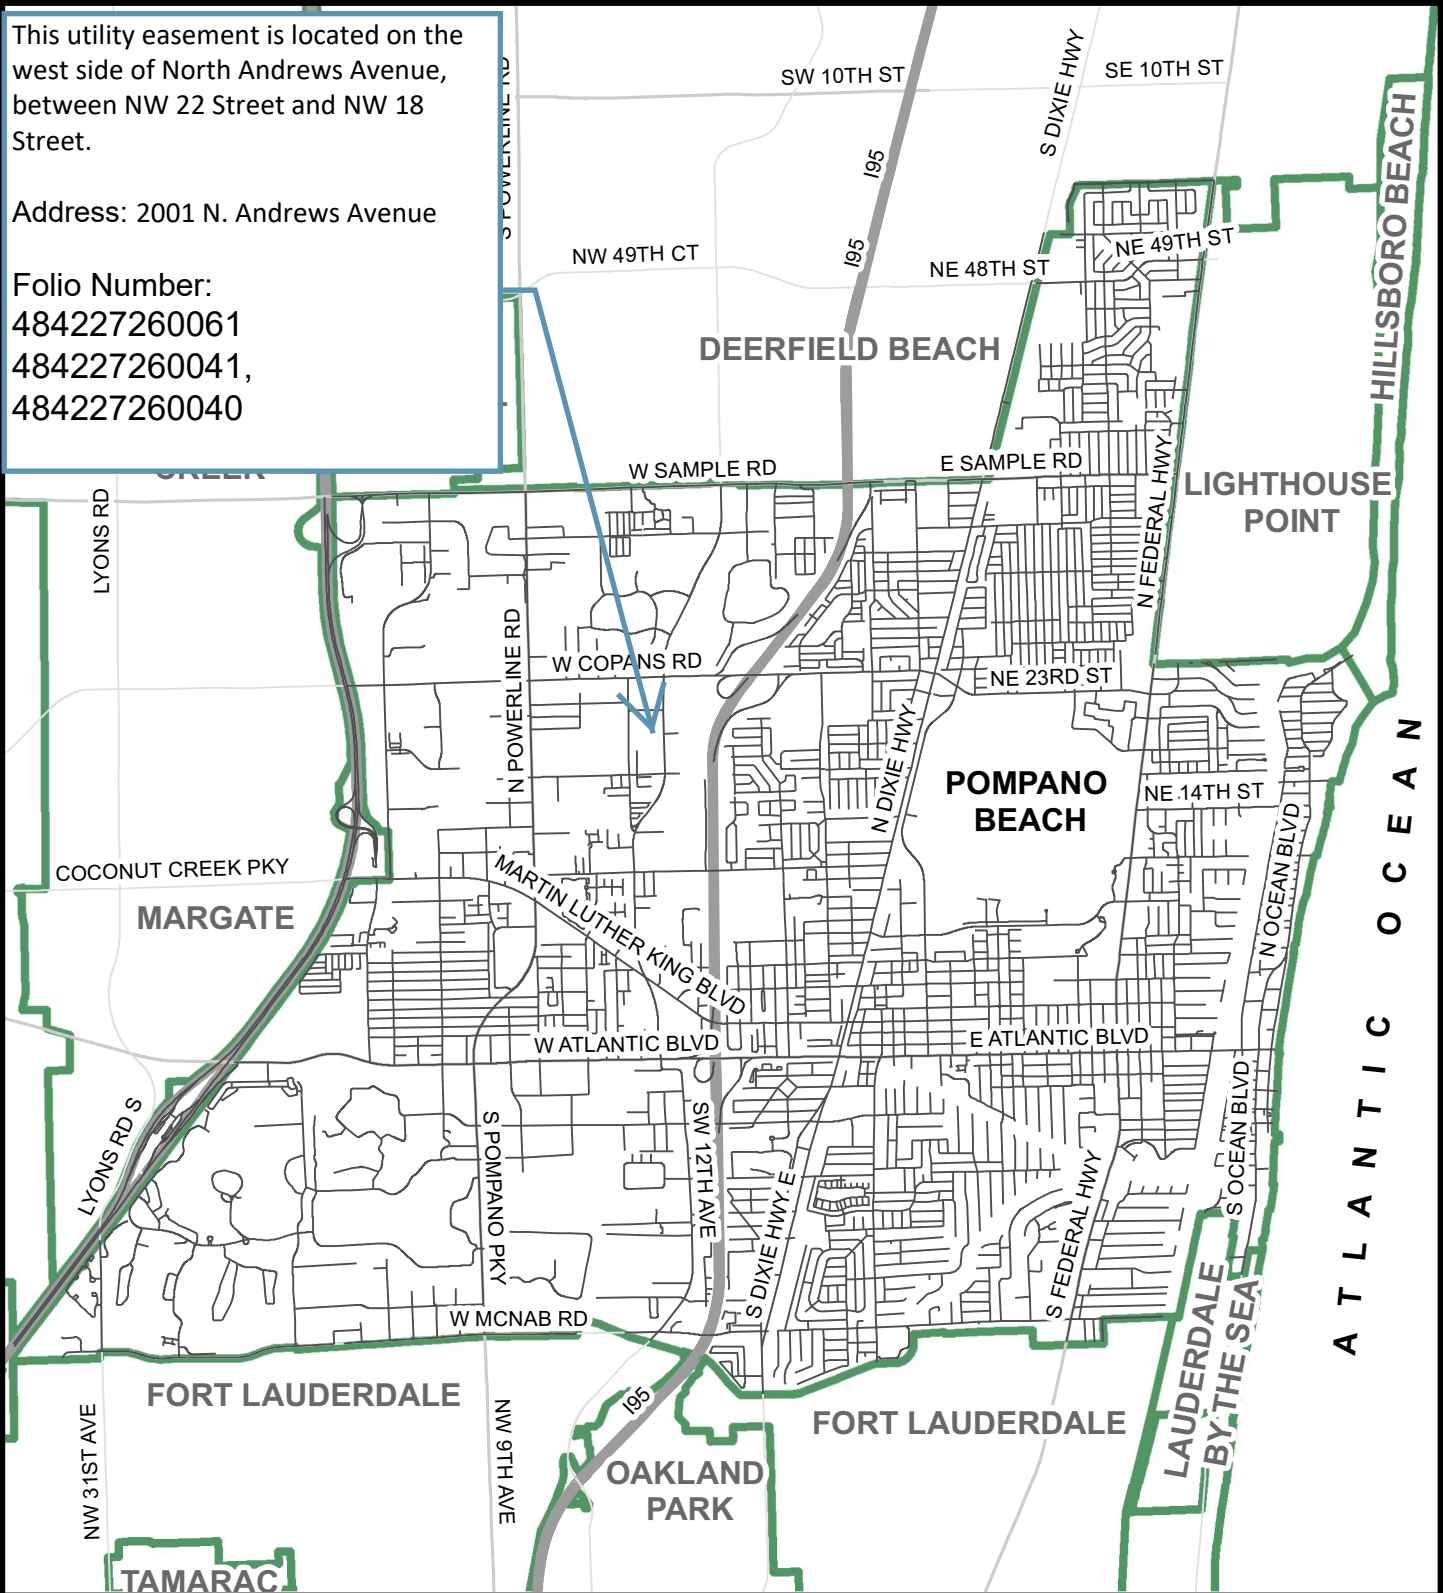 This utility easement is located on the
west side of North Andrews Avenue,
between NW 22 Street and NW 18
Street.
Address: 2001 N. Andrews Avenue
Folio Number:
484227260061
484227260041,
484227260040
S POWERLINE RD
SW 10TH ST
SE 10TH ST
S DIXIE HWY
I95
HILLSBORO BEACH
I95
NW 49TH CT
NE 48TH ST
NE 49TH ST
DEERFIELD BEACH
CREEK
W SAMPLE RD
E SAMPLE RD
LYONS RD
N FEDERAL HWY
LIGHTHOUSE
POINT
N POWERLINE RD
W COPANS RD
NE 23RD ST
N DIXIE HWY
POMPANO
BEACH
NE 14TH ST
N OCEAN BLVD
COCONUT CREEK PKY
MARGATE
MARTIN LUTHER KING BLVD
W ATLANTIC BLVD
E ATLANTIC BLVD
ATLANTIC OCEAN
LYONS RD S
S POMPANO PKY
SW 12TH AVE
S DIXIE HWY E
S FEDERAL HWY
S OCEAN BLVD
W MCNAB RD
LAUDERDALE
BY THE SEA
FORT LAUDERDALE
I95
FORT LAUDERDALE
NW 31ST AVE
NW 9TH AVE
OAKLAND
PARK
TAMARAC